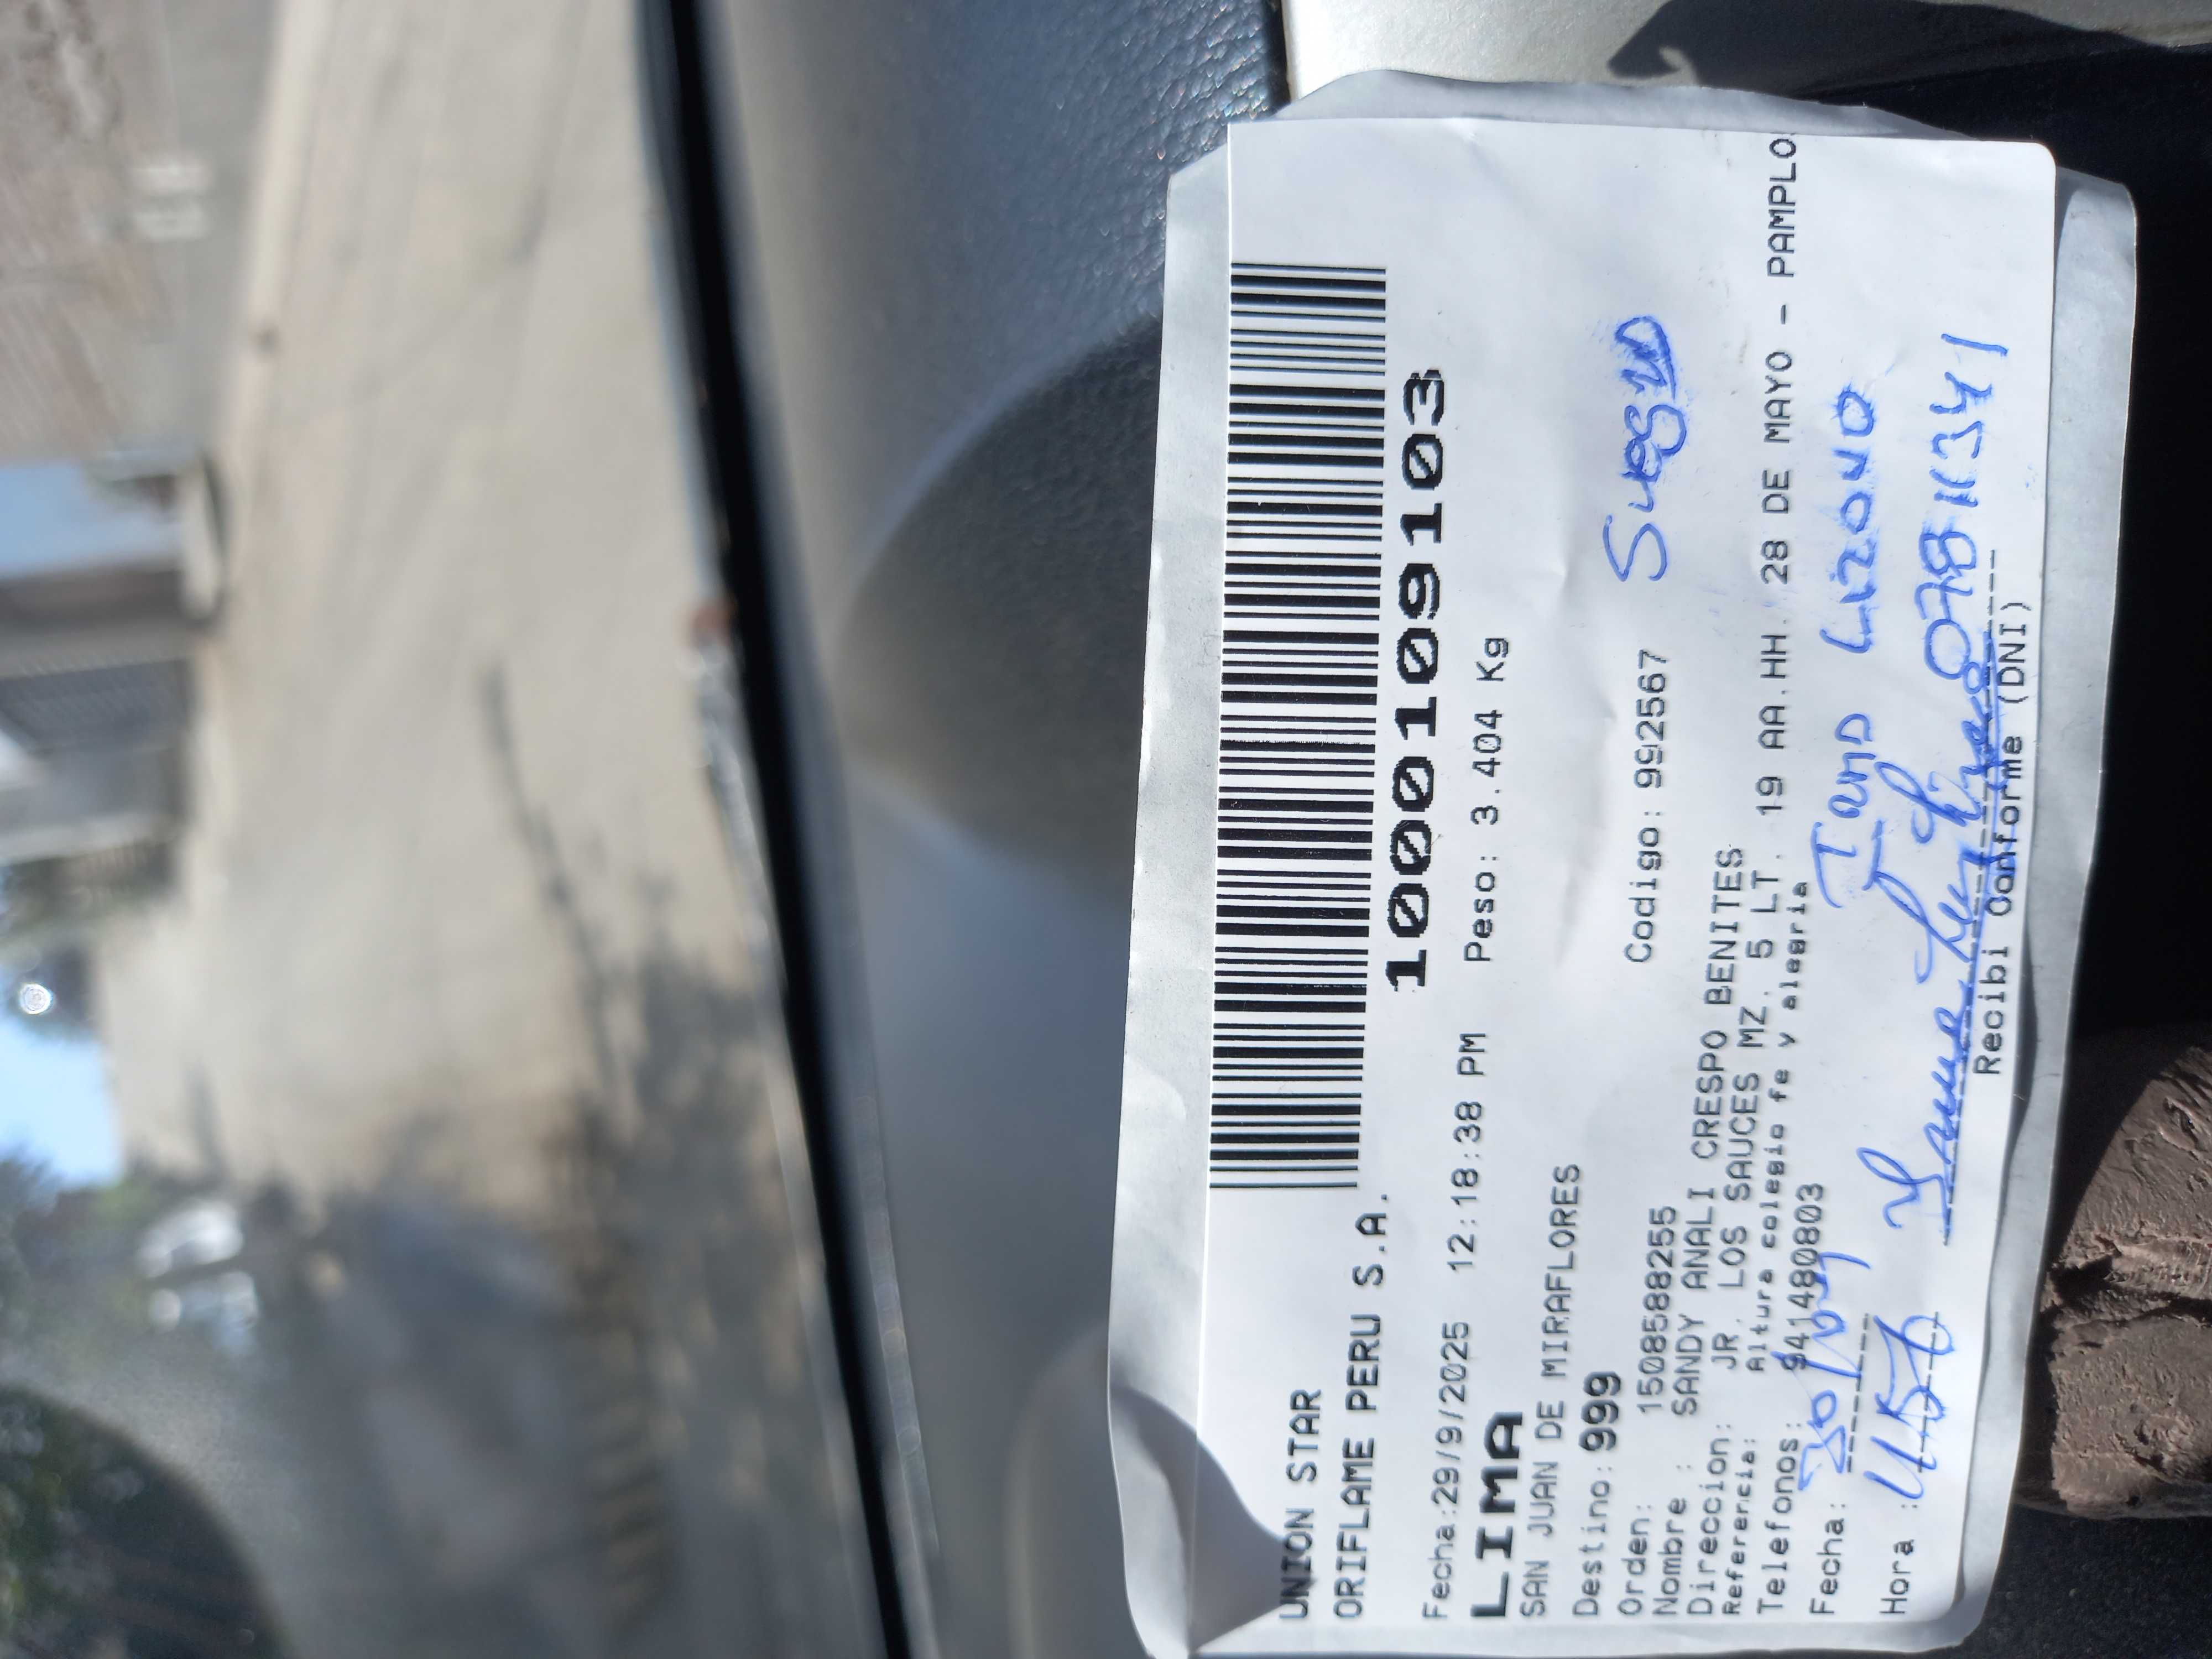 UNION STAR
ORIFLAME PERU S.A.
1000109103
Fecha:29/9/2025 12:18:38 PM Peso: 3.404 Kg
LIMA
SAN JUAN DE MIRAFLORES
Destino: 999
Orden: 1508588255 Codigo: 992567
Suegro
Nombre : SANDY ANALI CRESPO BENITES
Direccion: JR. LOS SAUCES MZ. 5 LT. 19 AA.HH. 28 DE MAYO - PAMPLO
Referencia: Altura colegio fe y alegria
Telefonos: 941480803
Fecha:
Hora :
Recibi Conforme (DNI)